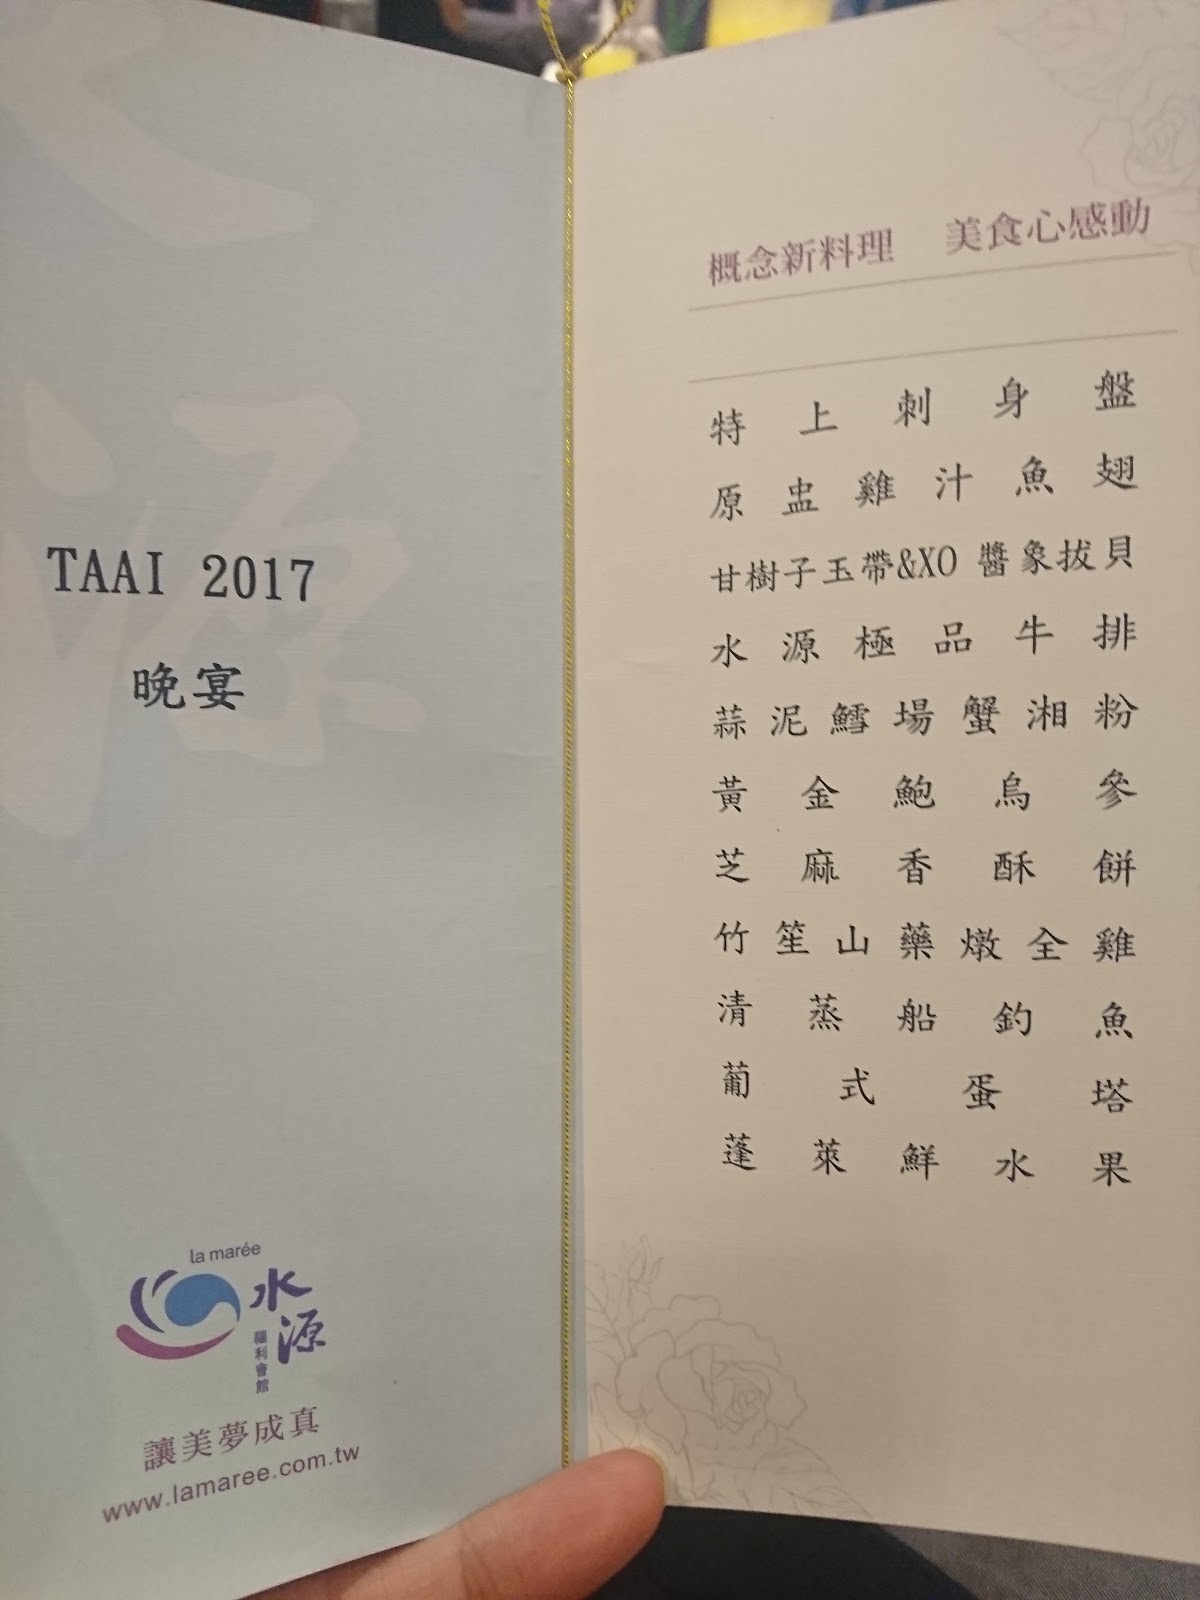 TAAI 2017
晚宴
la marée
水源
福利會館
讓美夢成真
www.lamaree.com.tw
概念新料理 美食心感動
特上刺身盤
原盅雞汁魚翅
甘樹子玉帶&XO 醬象拔貝
水源極品牛排
蒜泥鱈場蟹湘粉
黃金鮑烏參
芝麻香酥餅
竹笙山藥燉全雞
清蒸船釣魚
葡式蛋塔
蓬萊鮮水果